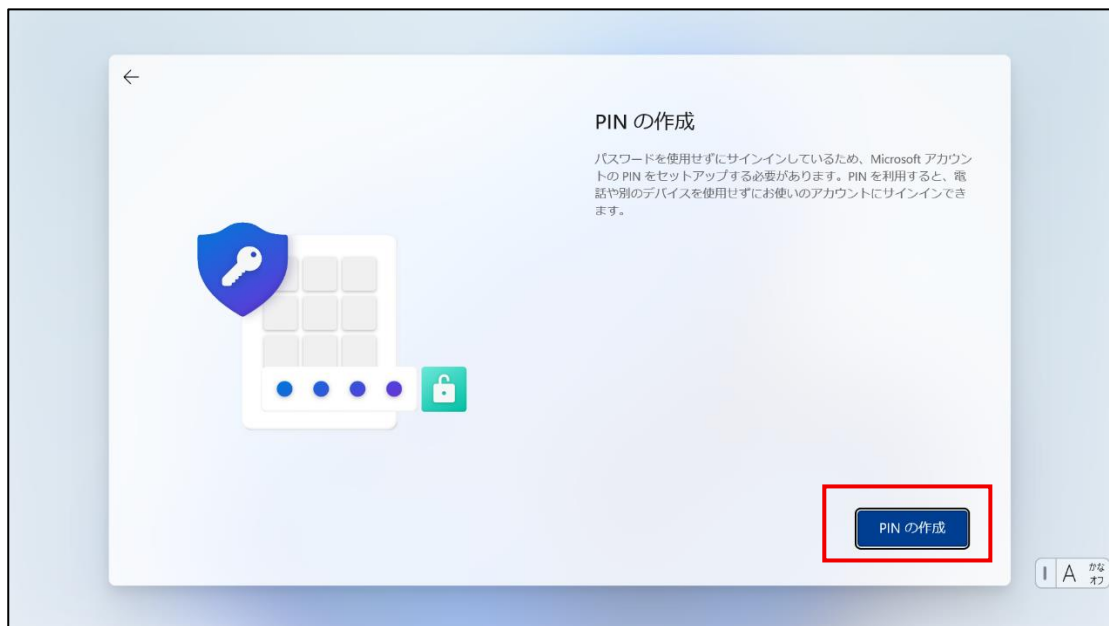 PIN の作成
パスワードを使用せずにサインインしているため、Microsoft アカウン
トの PIN をセットアップする必要があります。PIN を利用すると、電
話や別のデバイスを使用せずにお使いのアカウントにサインインでき
ます。
PIN の作成
A かな
オフ